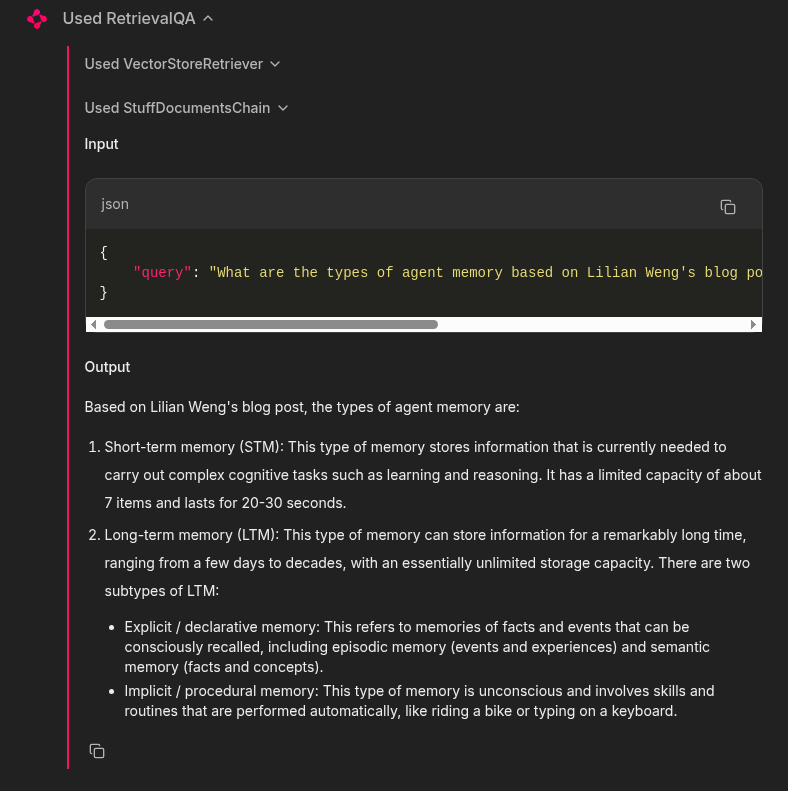 Used RetrievalQA
Used VectorStoreRetriever
Used StuffDocumentsChain
Input
json
{
    "query": "What are the types of agent memory based on Lilian Weng's blog po
}
Output
Based on Lilian Weng's blog post, the types of agent memory are:
1. Short-term memory (STM): This type of memory stores information that is currently needed to
carry out complex cognitive tasks such as learning and reasoning. It has a limited capacity of about
7 items and lasts for 20-30 seconds.
2. Long-term memory (LTM): This type of memory can store information for a remarkably long time,
ranging from a few days to decades, with an essentially unlimited storage capacity. There are two
subtypes of LTM:
• Explicit / declarative memory: This refers to memories of facts and events that can be
consciously recalled, including episodic memory (events and experiences) and semantic
memory (facts and concepts).
• Implicit / procedural memory: This type of memory is unconscious and involves skills and
routines that are performed automatically, like riding a bike or typing on a keyboard.